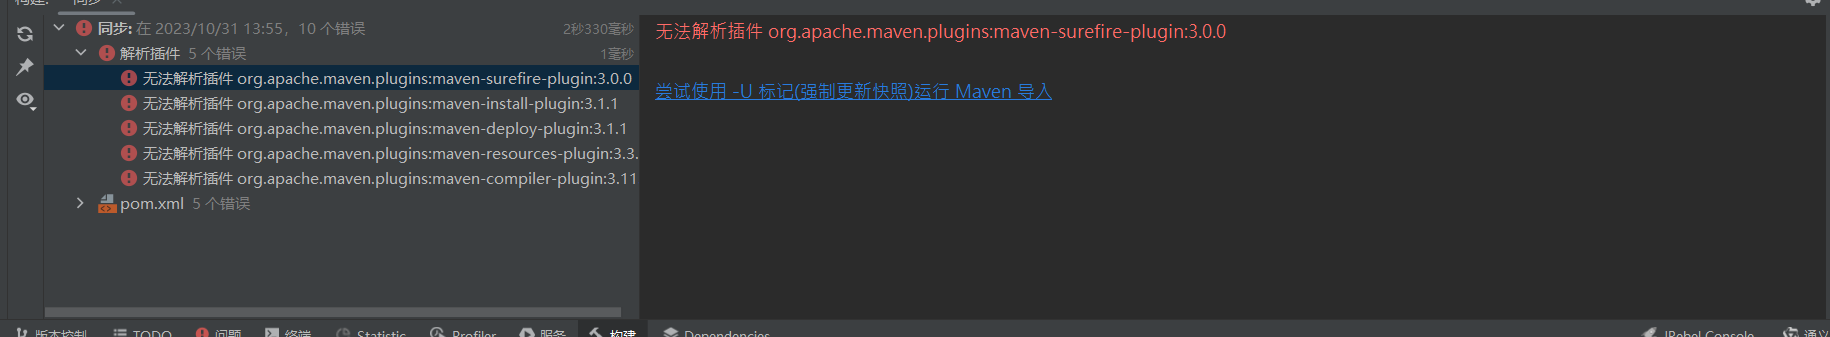 构建: 同步 ×
同步: 在 2023/10/31 13:55，10 个错误 2秒330毫秒
解析插件 5 个错误 1毫秒
无法解析插件 org.apache.maven.plugins:maven-surefire-plugin:3.0.0
无法解析插件 org.apache.maven.plugins:maven-install-plugin:3.1.1
无法解析插件 org.apache.maven.plugins:maven-deploy-plugin:3.1.1
无法解析插件 org.apache.maven.plugins:maven-resources-plugin:3.3.
无法解析插件 org.apache.maven.plugins:maven-compiler-plugin:3.11
pom.xml 5 个错误
无法解析插件 org.apache.maven.plugins:maven-surefire-plugin:3.0.0
尝试使用 -U 标记(强制更新快照)运行 Maven 导入
版本控制 TODO 问题 终端 Statistic Profiler 服务 构建 Dependencies JRebel Console 通义